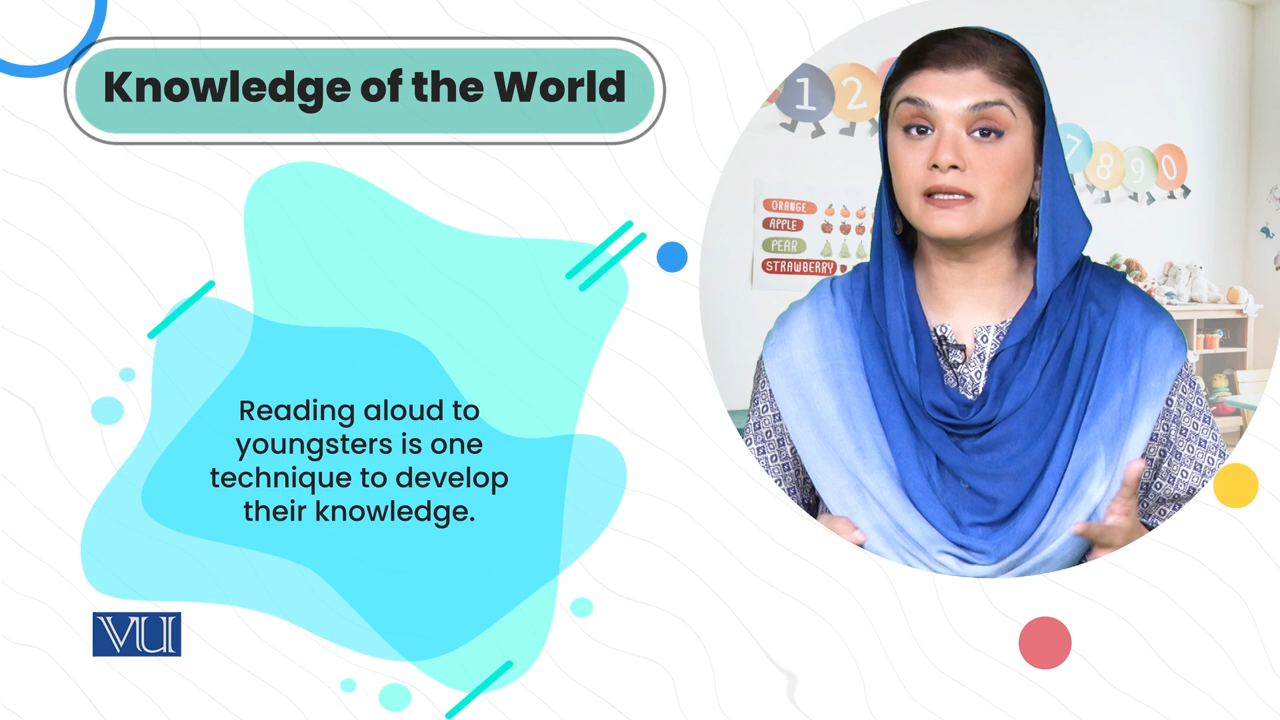 Knowledge of the World
Reading aloud to
youngsters is one
technique to develop
their knowledge.
VU
1 2
7 8 9 0
ORANGE
APPLE
PEAR
STRAWBERRY